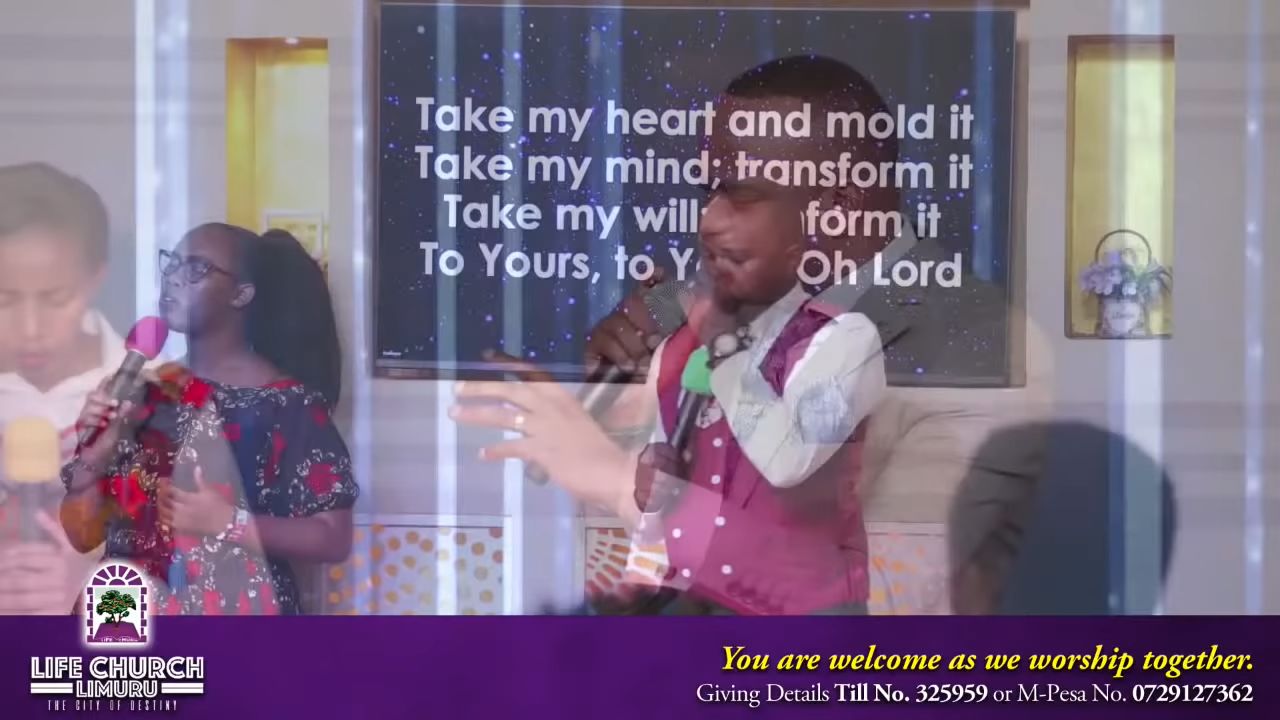 Take my heart and mold it
Take my mind; transform it
Take my will; form it
To Yours, to Oh Lord
LIFE CHURCH
LIMURU
THE CITY OF DESTINY
You are welcome as we worship together.
Giving Details Till No. 325959 or M-Pesa No. 0729127362